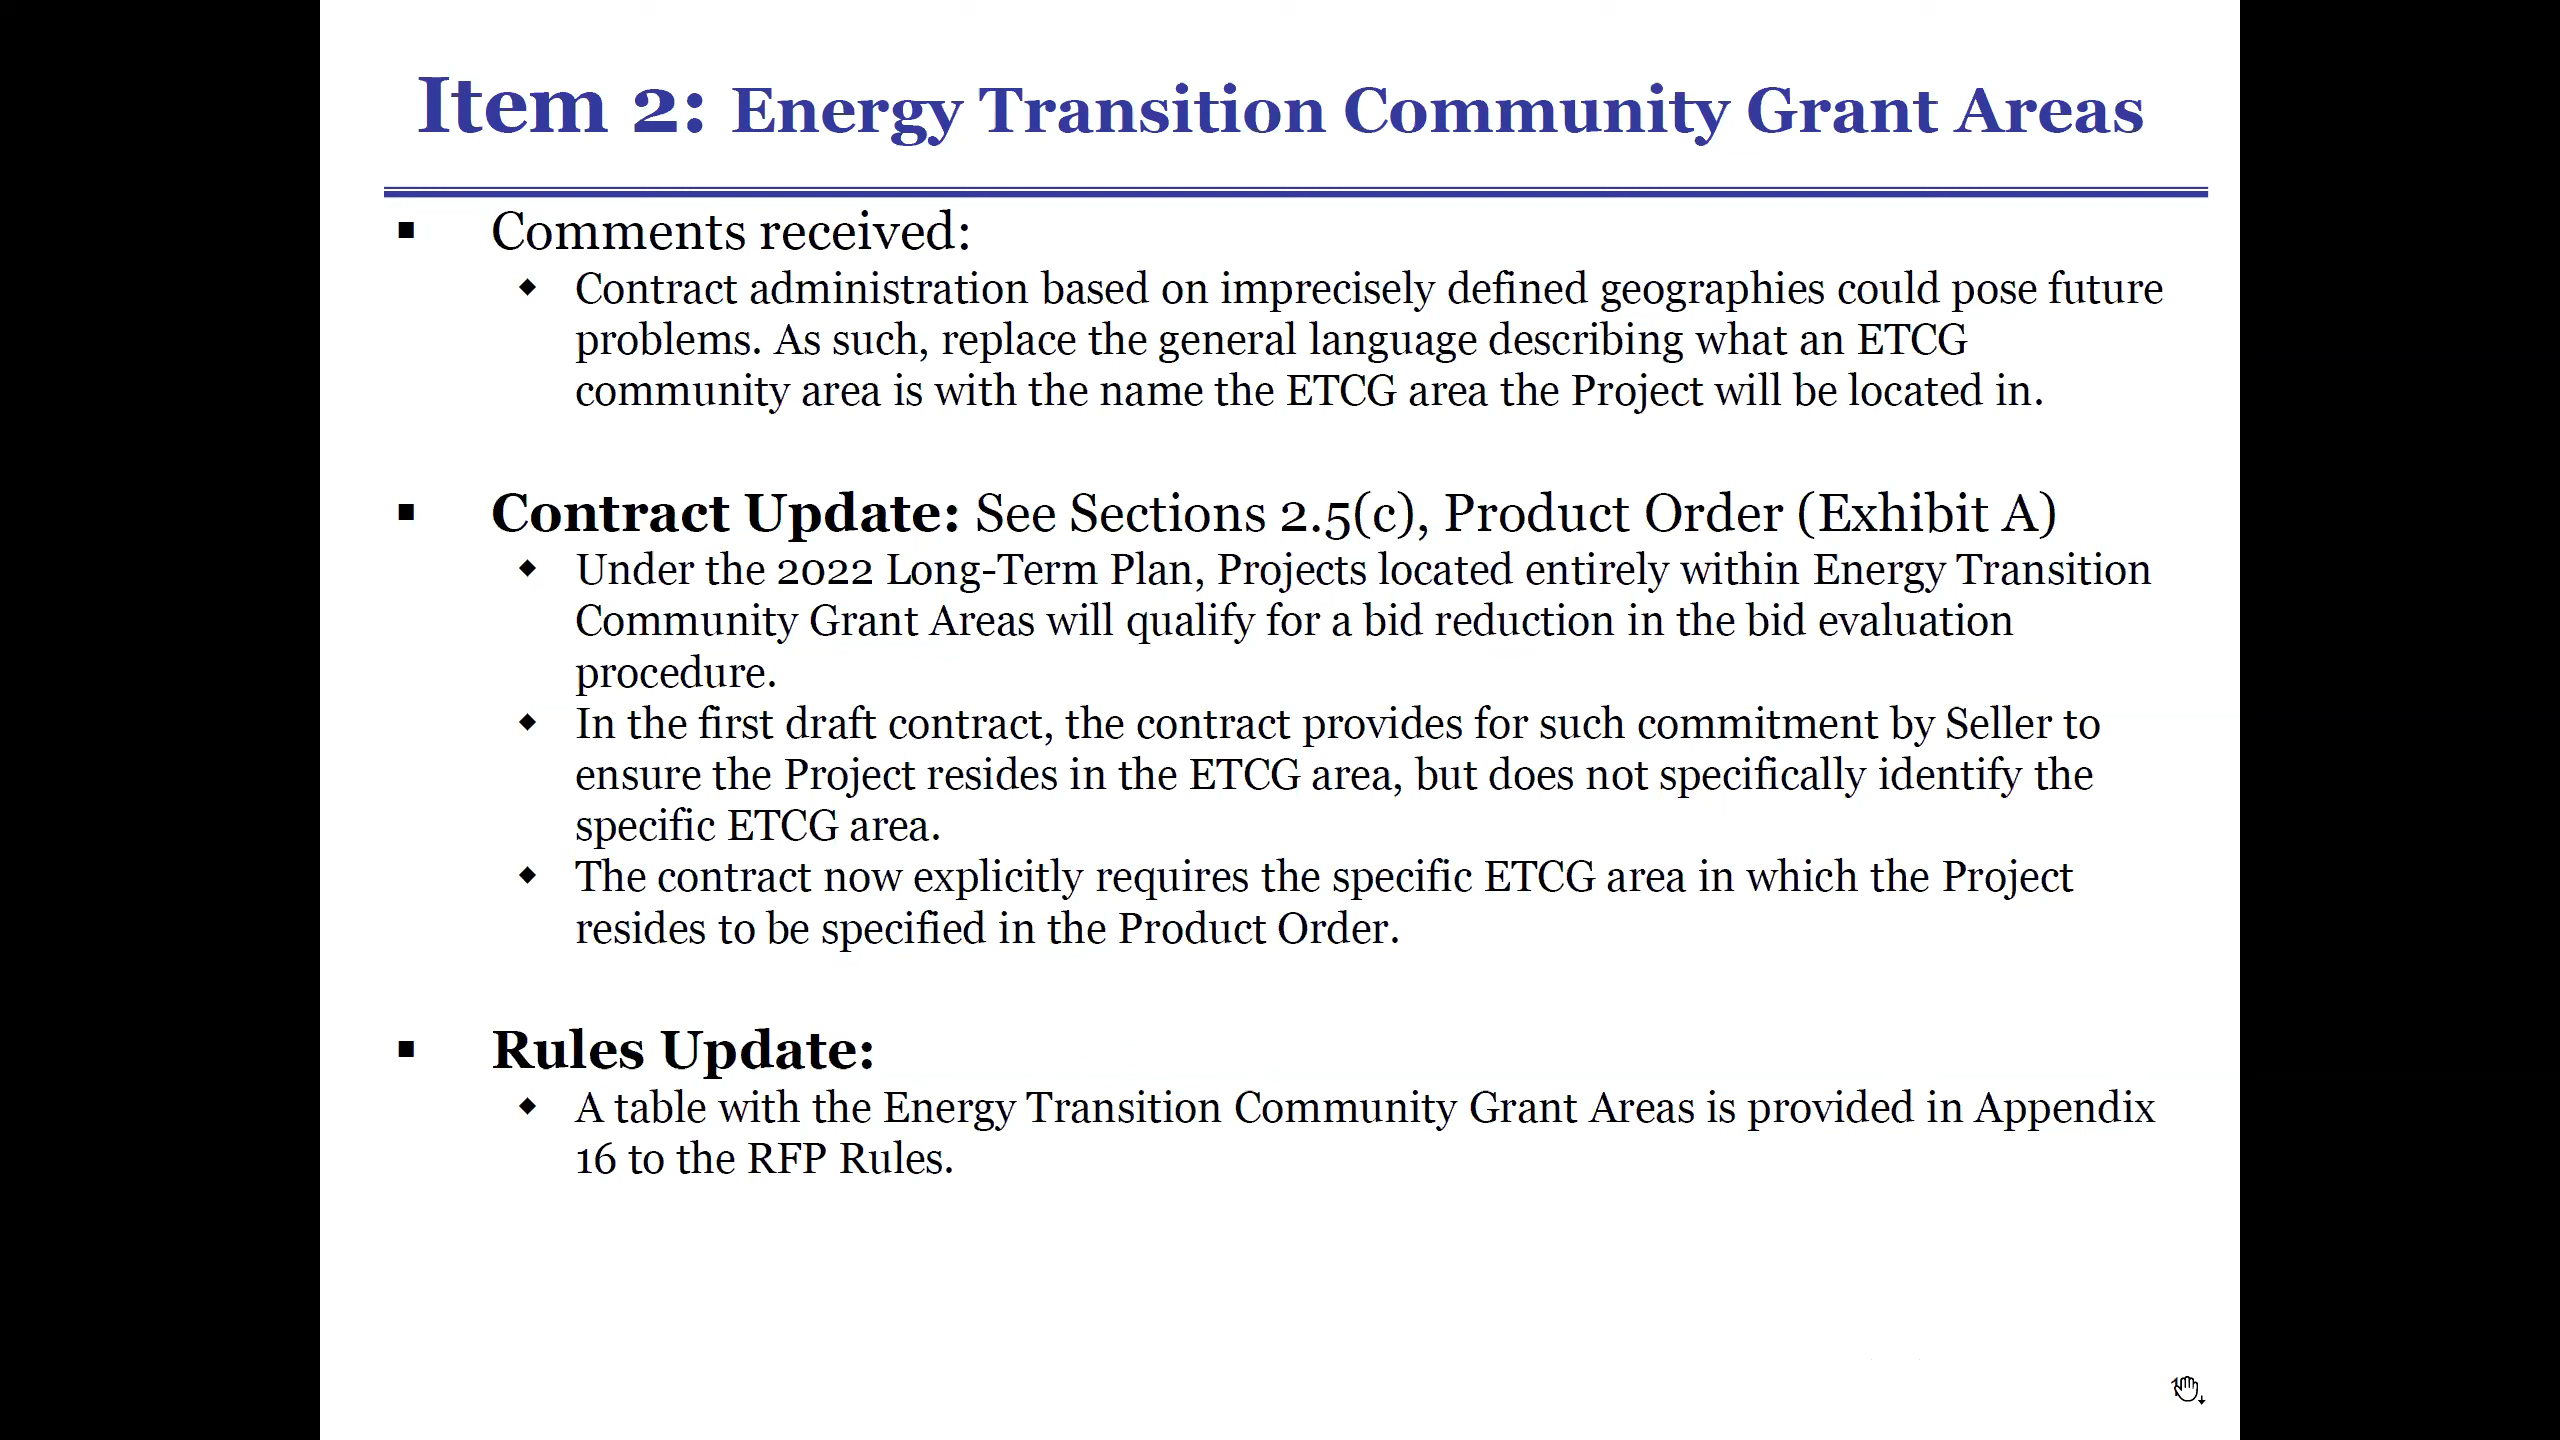 Item 2: Energy Transition Community Grant Areas
Comments received:
Contract administration based on imprecisely defined geographies could pose future
problems. As such, replace the general language describing what an ETCG
community area is with the name the ETCG area the Project will be located in.
Contract Update: See Sections 2.5(c), Product Order (Exhibit A)
Under the 2022 Long-Term Plan, Projects located entirely within Energy Transition
Community Grant Areas will qualify for a bid reduction in the bid evaluation
procedure.
In the first draft contract, the contract provides for such commitment by Seller to
ensure the Project resides in the ETCG area, but does not specifically identify the
specific ETCG area.
The contract now explicitly requires the specific ETCG area in which the Project
resides to be specified in the Product Order.
Rules Update:
A table with the Energy Transition Community Grant Areas is provided in Appendix
16 to the RFP Rules.